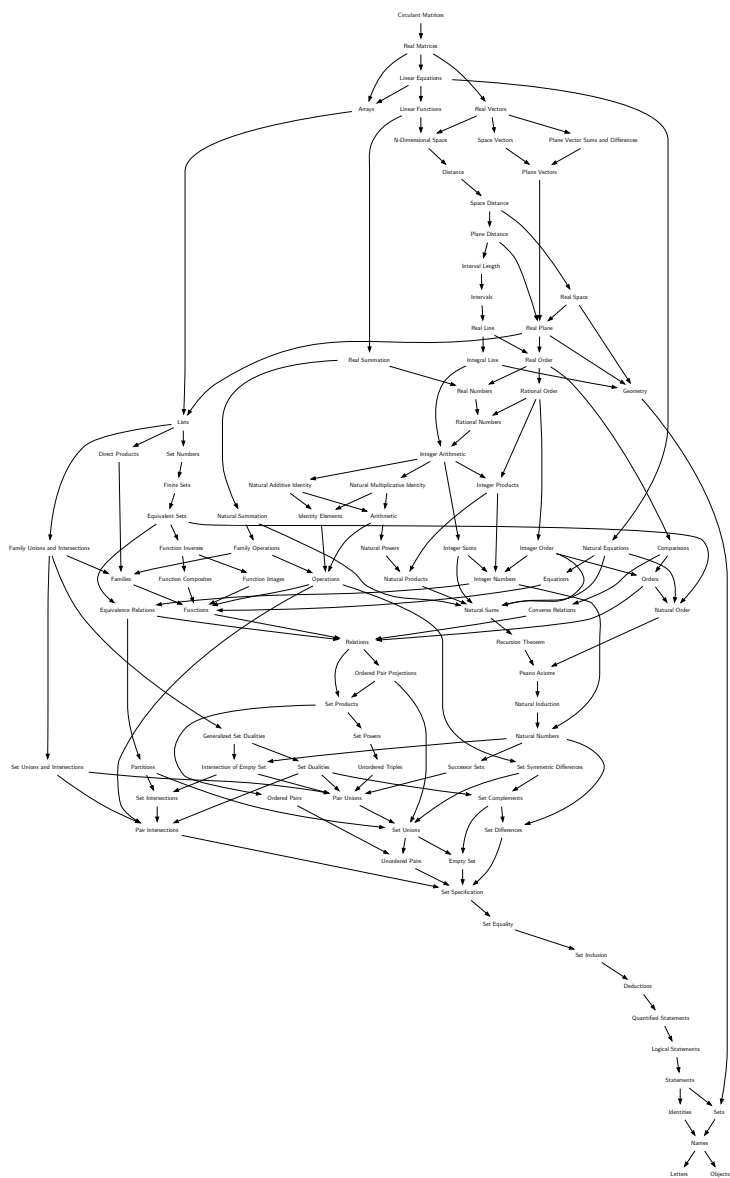 Circulant Matrices
Real Matrices
Linear Equations
Arrays
Linear Functions
Real Vectors
N-Dimensional Space
Space Vectors
Plane Vector Sums and Differences
Distance
Plane Vectors
Space Distance
Plane Distance
Interval Length
Intervals
Real Space
Real Line
Real Plane
Real Summation
Integral Line
Real Order
Real Numbers
Rational Order
Geometry
Lists
Rational Numbers
Direct Products
Set Numbers
Integer Arithmetic
Finite Sets
Natural Additive Identity
Natural Multiplicative Identity
Integer Products
Equivalent Sets
Natural Summation
Identity Elements
Arithmetic
Family Unions and Intersections
Function Inverses
Family Operations
Natural Powers
Integer Sums
Integer Order
Natural Equations
Comparisons
Families
Function Composites
Function Images
Operations
Natural Products
Integer Numbers
Equations
Orders
Equivalence Relations
Functions
Natural Sums
Converse Relations
Natural Order
Relations
Recursion Theorem
Ordered Pair Projections
Peano Axioms
Set Products
Natural Induction
Generalized Set Dualities
Set Powers
Natural Numbers
Set Unions and Intersections
Partitions
Intersection of Empty Set
Set Dualities
Unordered Triples
Successor Sets
Set Symmetric Differences
Set Intersections
Ordered Pairs
Pair Unions
Set Complements
Pair Intersections
Set Unions
Set Differences
Unordered Pairs
Empty Set
Set Specification
Set Equality
Set Inclusion
Deductions
Quantified Statements
Logical Statements
Statements
Identities
Sets
Names
Letters
Objects